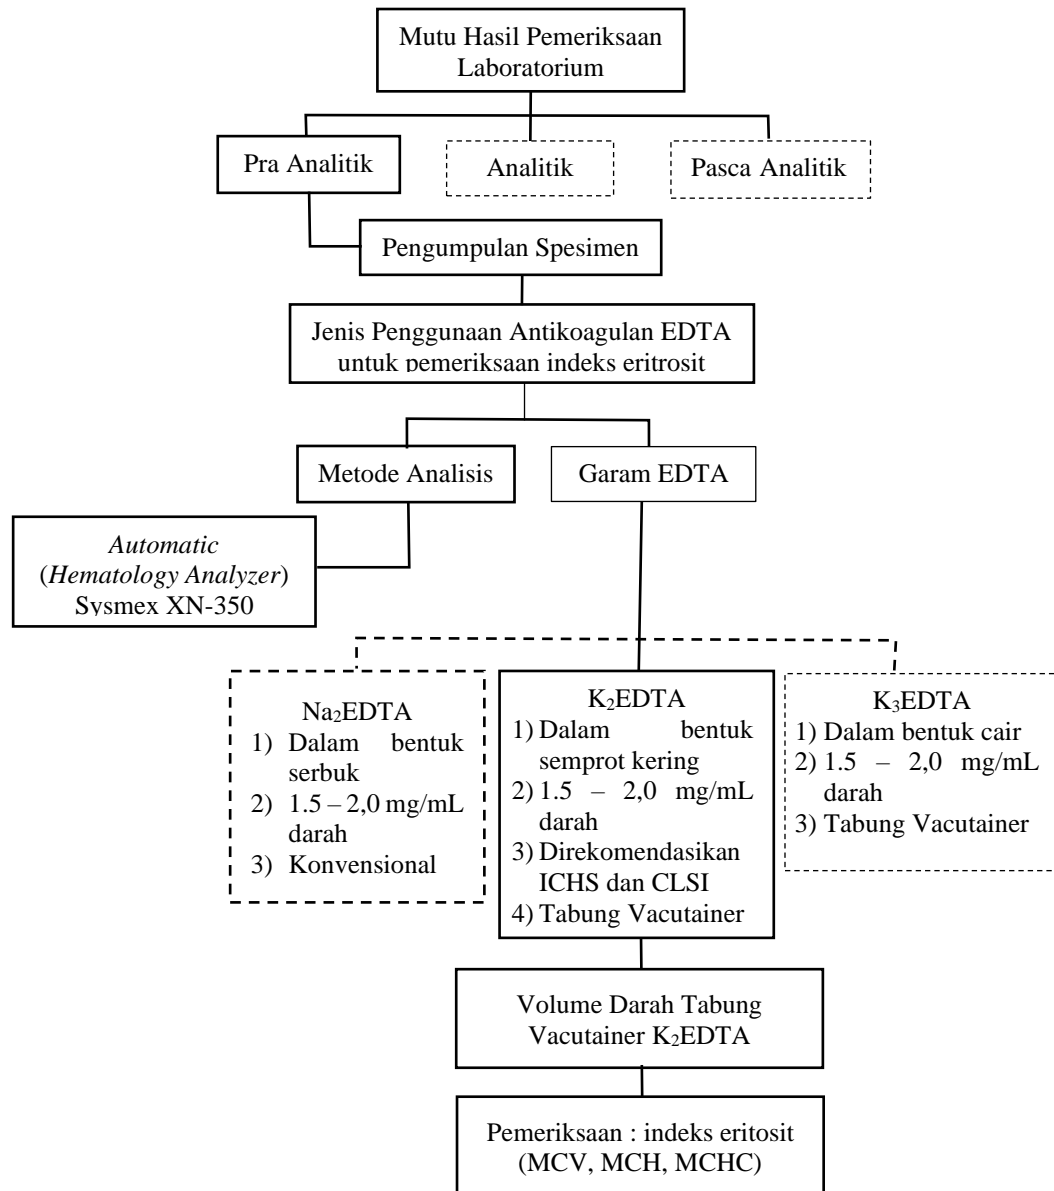 Mutu Hasil Pemeriksaan
Laboratorium
Pra Analitik
Analitik
Pasca Analitik
Pengumpulan Spesimen
Jenis Penggunaan Antikoagulan EDTA
untuk pemeriksaan indeks eritrosit
Metode Analisis
Garam EDTA
Automatic
(Hematology Analyzer)
Sysmex XN-350
Na₂EDTA
1) Dalam bentuk
serbuk
2) 1.5 – 2,0 mg/mL
darah
3) Konvensional
K₂EDTA
1) Dalam bentuk
semprot kering
2) 1.5 – 2,0 mg/mL
darah
3) Direkomendasikan
ICHS dan CLSI
4) Tabung Vacutainer
K₃EDTA
1) Dalam bentuk cair
2) 1.5 – 2,0 mg/mL
darah
3) Tabung Vacutainer
Volume Darah Tabung
Vacutainer K₂EDTA
Pemeriksaan : indeks eritosit
(MCV, MCH, MCHC)